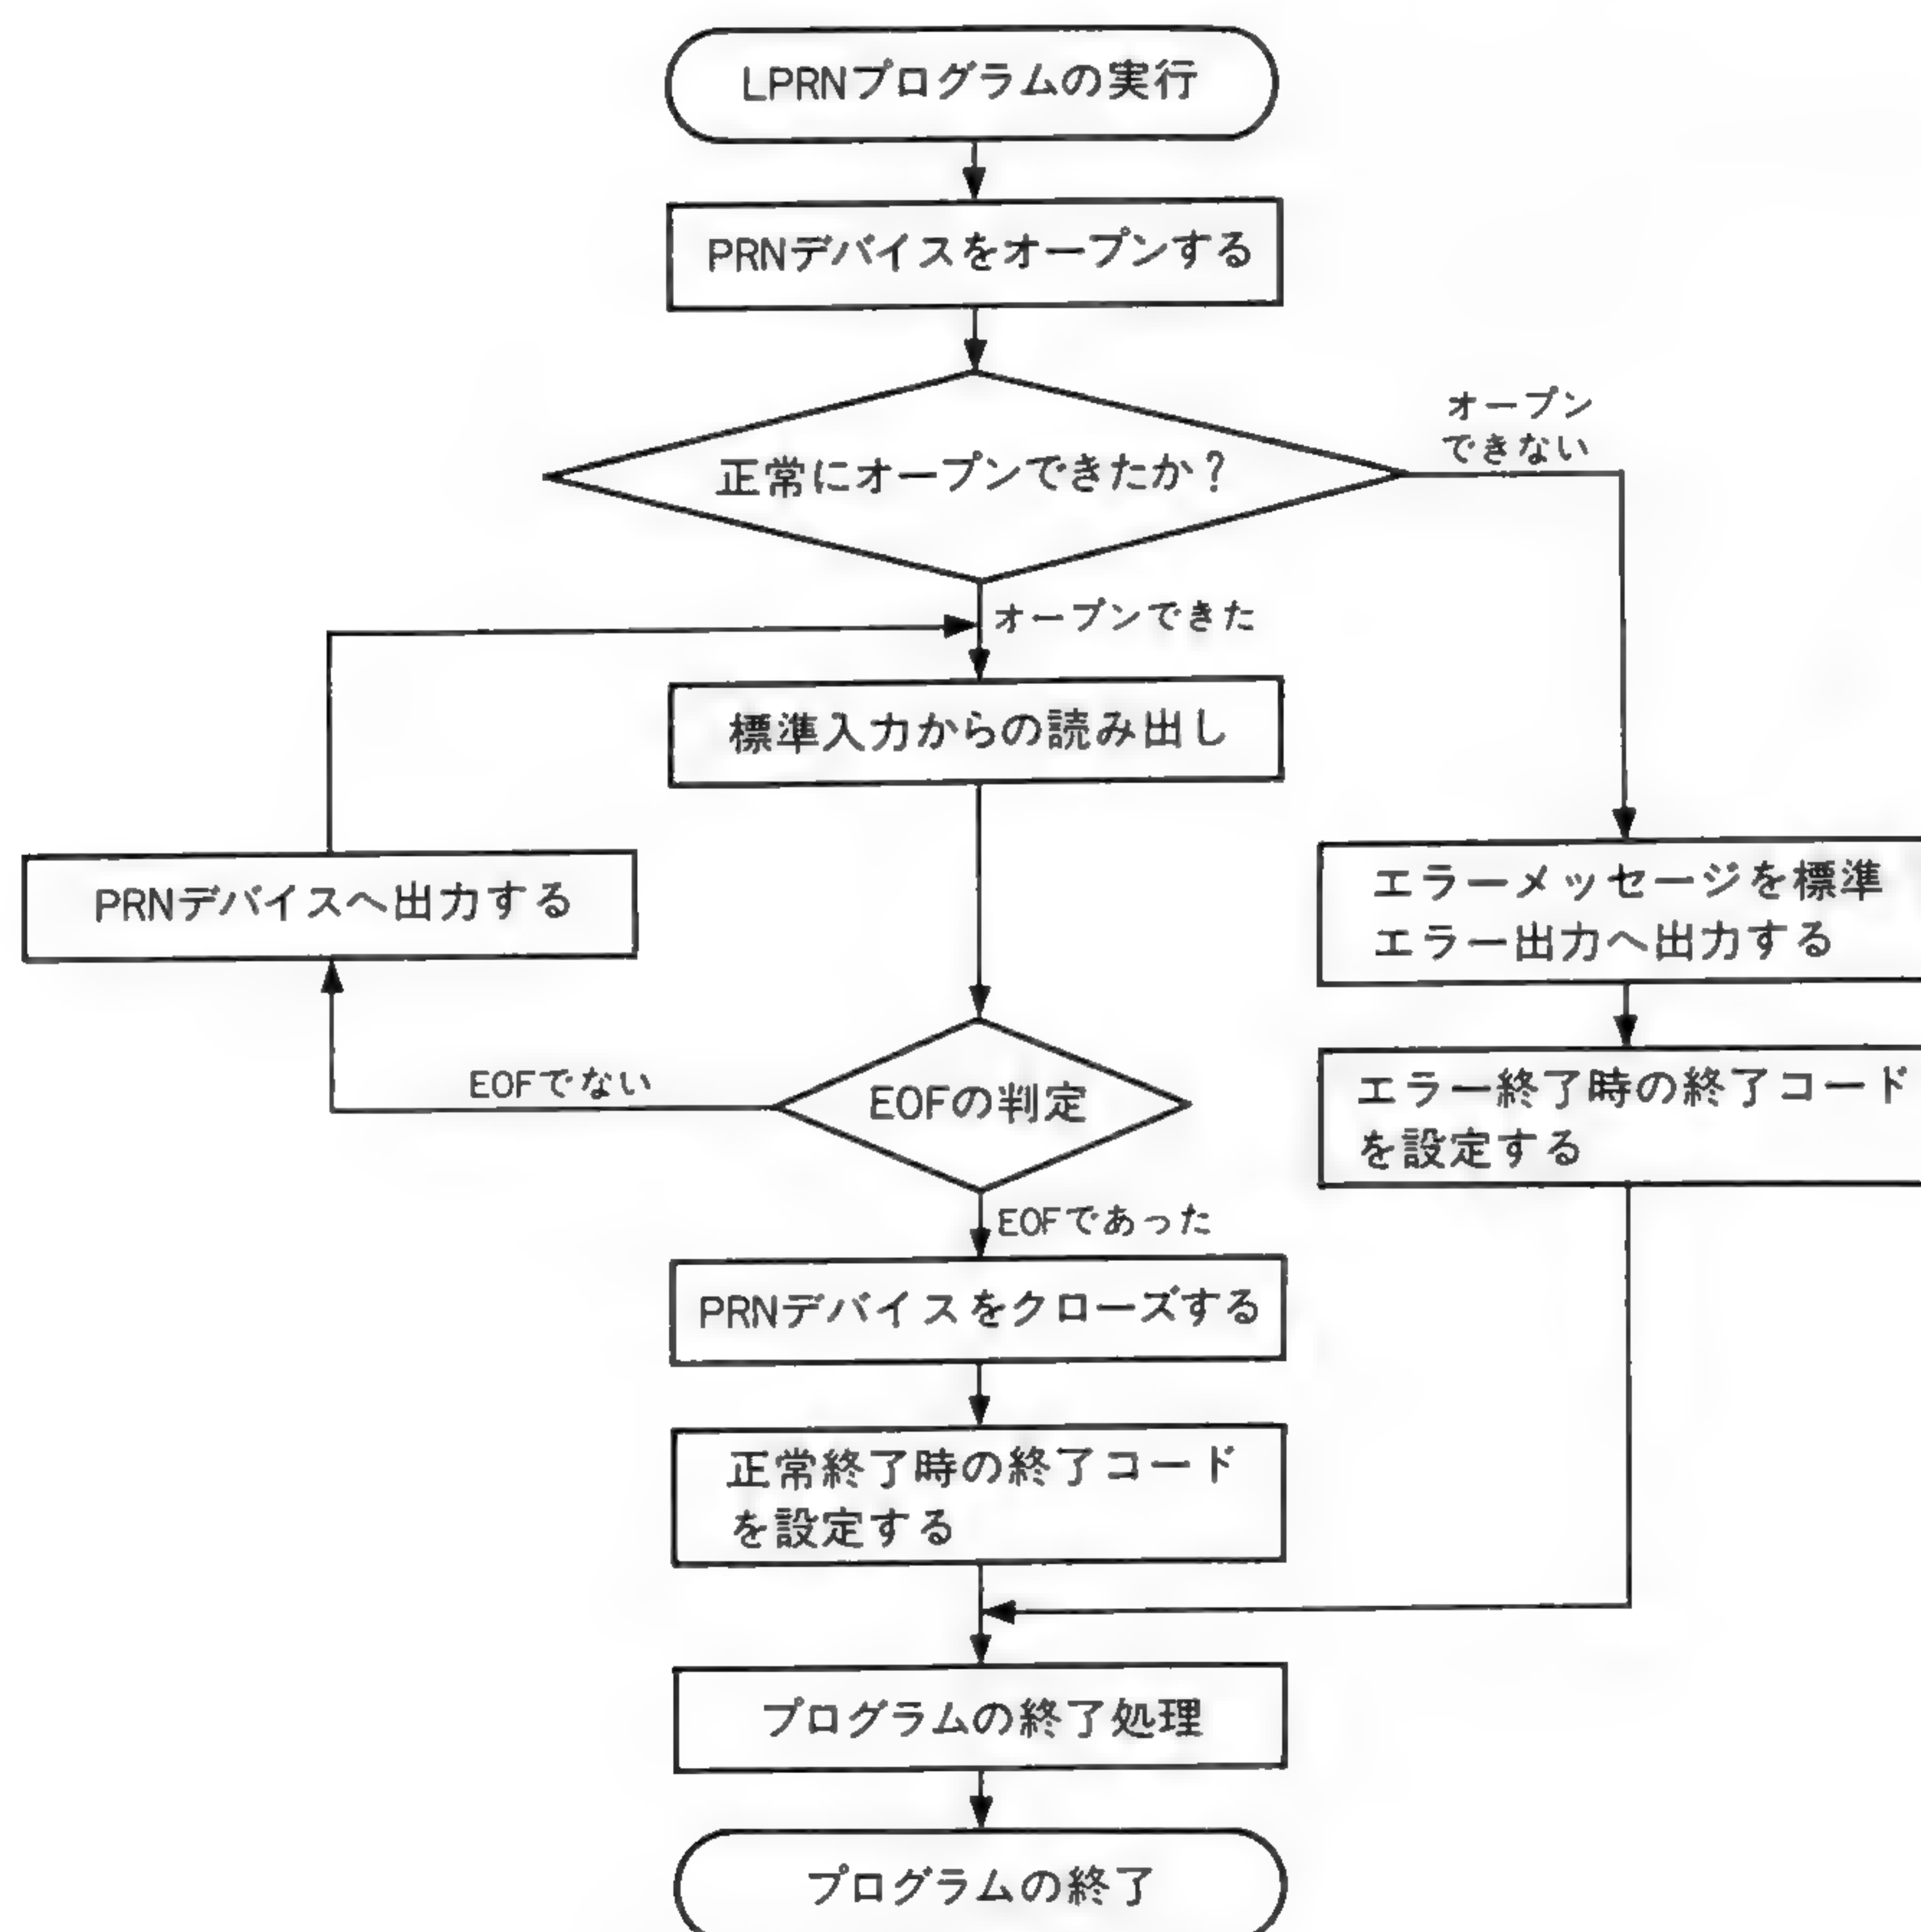 LPRNプログラムの実行
PRNデバイスをオープンする
正常にオープンできたか？
オープン
できない
オープンできた
標準入力からの読み出し
PRNデバイスへ出力する
エラーメッセージを標準
エラー出力へ出力する
EOFでない
EOFの判定
エラー終了時の終了コード
を設定する
EOFであった
PRNデバイスをクローズする
正常終了時の終了コード
を設定する
プログラムの終了処理
プログラムの終了